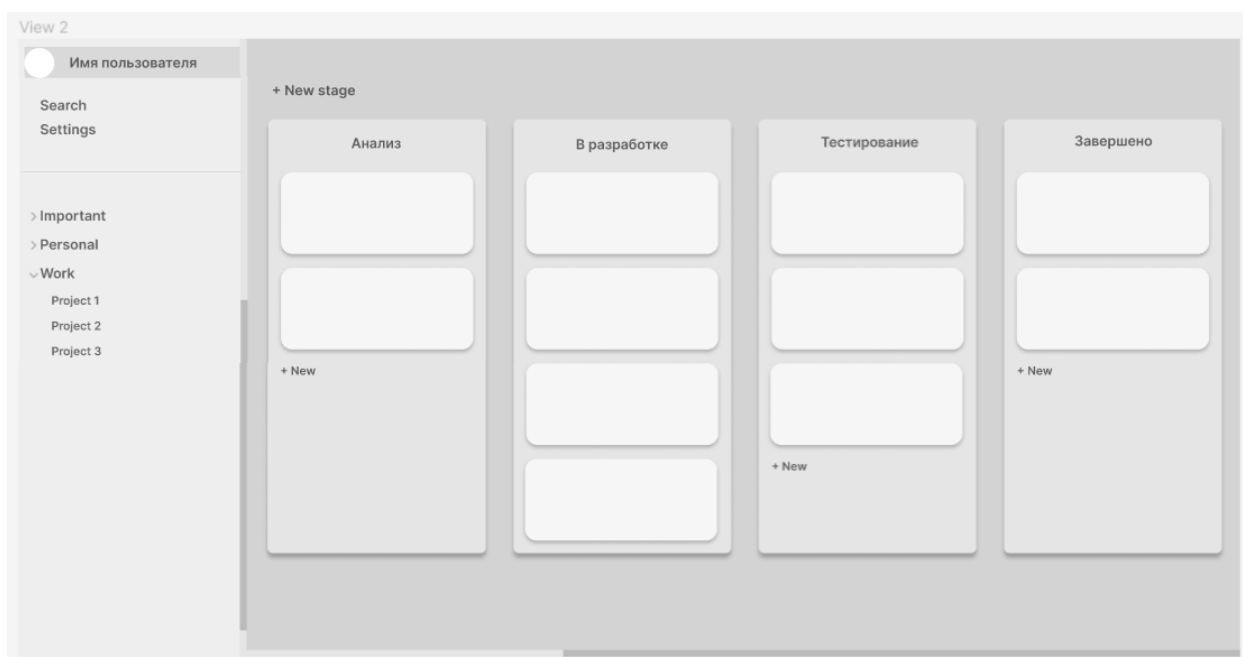 View 2
Имя пользователя
Search
Settings
Important
Personal
Work
Project 1
Project 2
Project 3
+ New stage
Анализ
+ New
В разработке
Тестирование
+ New
Завершено
+ New